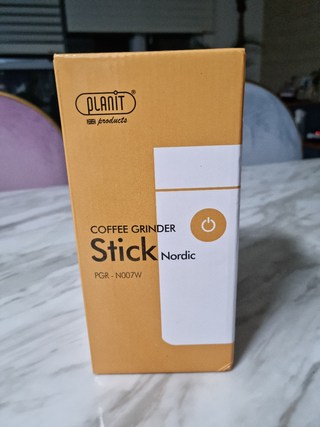 PLANIT®
products
COFFEE GRINDER
Stick Nordic
PGR - N007W